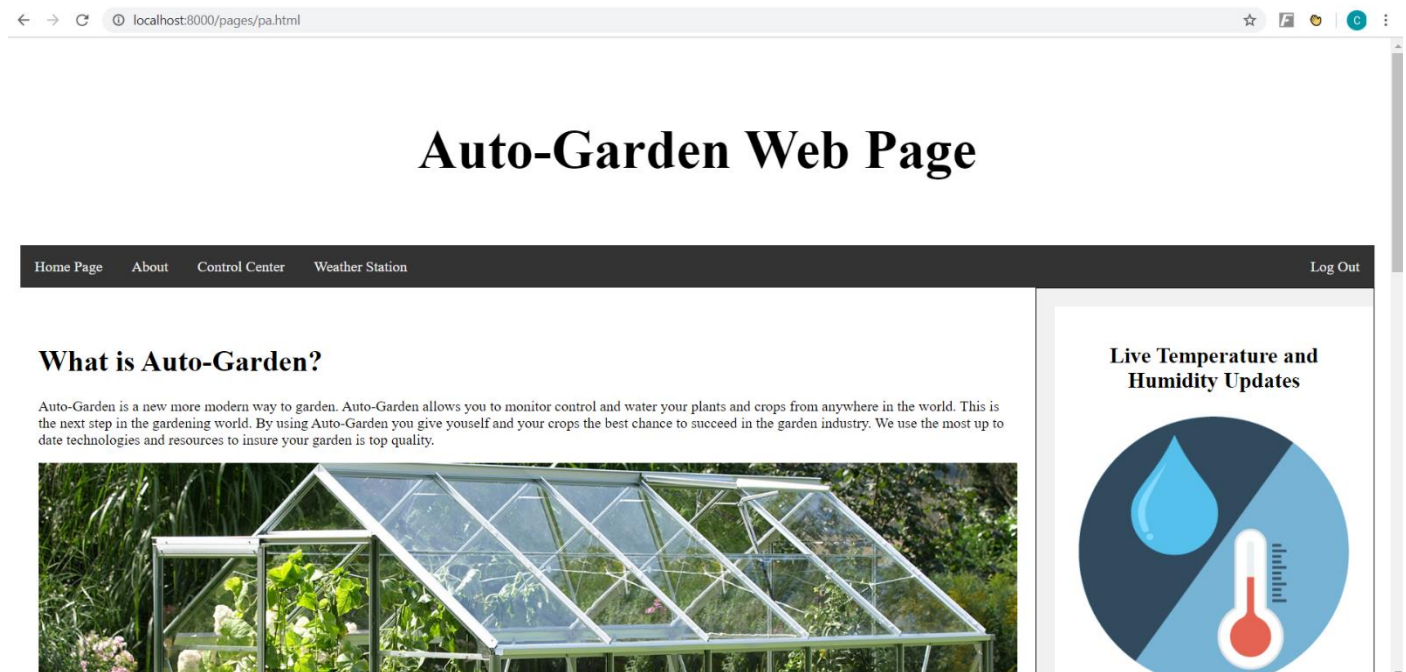 localhost:8000/pages/pa.html
C
Auto-Garden Web Page
Home Page About Control Center Weather Station Log Out
What is Auto-Garden?
Auto-Garden is a new more modern way to garden. Auto-Garden allows you to monitor control and water your plants and crops from anywhere in the world. This is
the next step in the gardening world. By using Auto-Garden you give youself and your crops the best chance to succeed in the garden industry. We use the most up to
date technologies and resources to insure your garden is top quality.
Live Temperature and
Humidity Updates